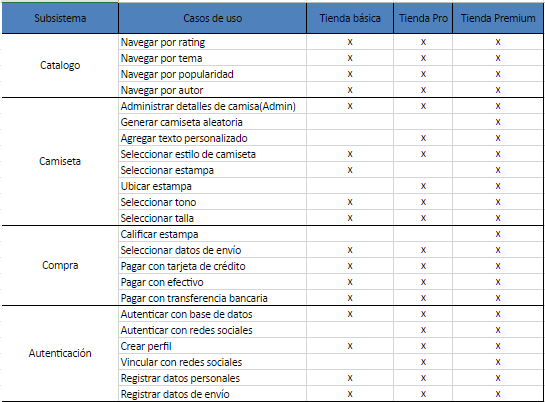 Subsistema Casos de uso Tienda básica Tienda Pro Tienda Premium
Catalogo
Navegar por rating x x x
Navegar por tema x x x
Navegar por popularidad x x x
Navegar por autor x x x
Camiseta
Administrar detalles de camisa(Admin) x x x
Generar camiseta aleatoria x
Agregar texto personalizado x x
Seleccionar estilo de camiseta x x x
Seleccionar estampa x x
Ubicar estampa x x
Seleccionar tono x x x
Seleccionar talla x x x
Compra
Calificar estampa x
Seleccionar datos de envío x x x
Pagar con tarjeta de crédito x x x
Pagar con efectivo x x x
Pagar con transferencia bancaria x x x
Autenticación
Autenticar con base de datos x x x
Autenticar con redes sociales x x
Crear perfil x x x
Vincular con redes sociales x x
Registrar datos personales x x x
Registrar datos de envío x x x